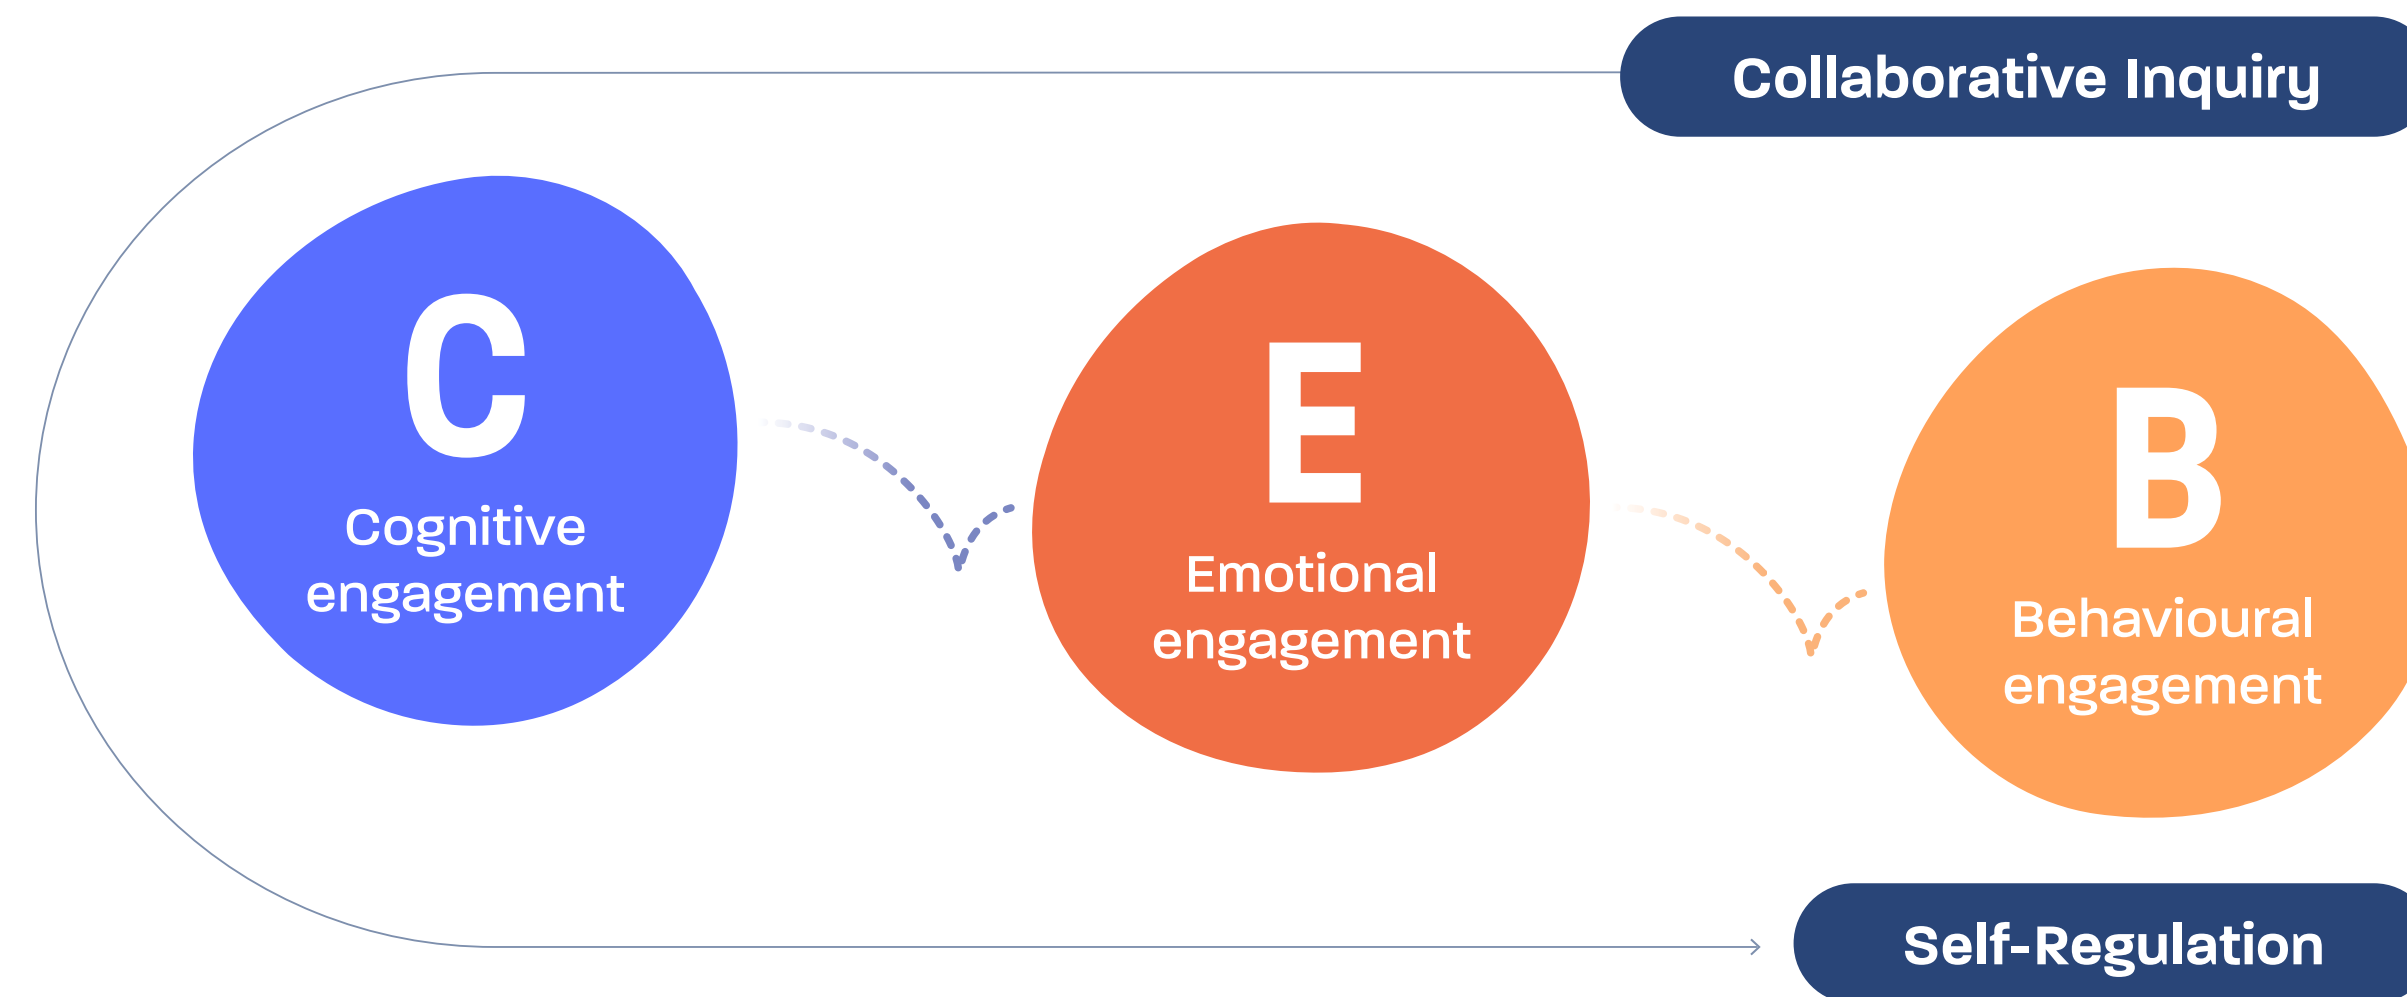 Collaborative Inquiry
C
Cognitive
engagement
E
Emotional
engagement
B
Behavioural
engagement
Self-Regulation